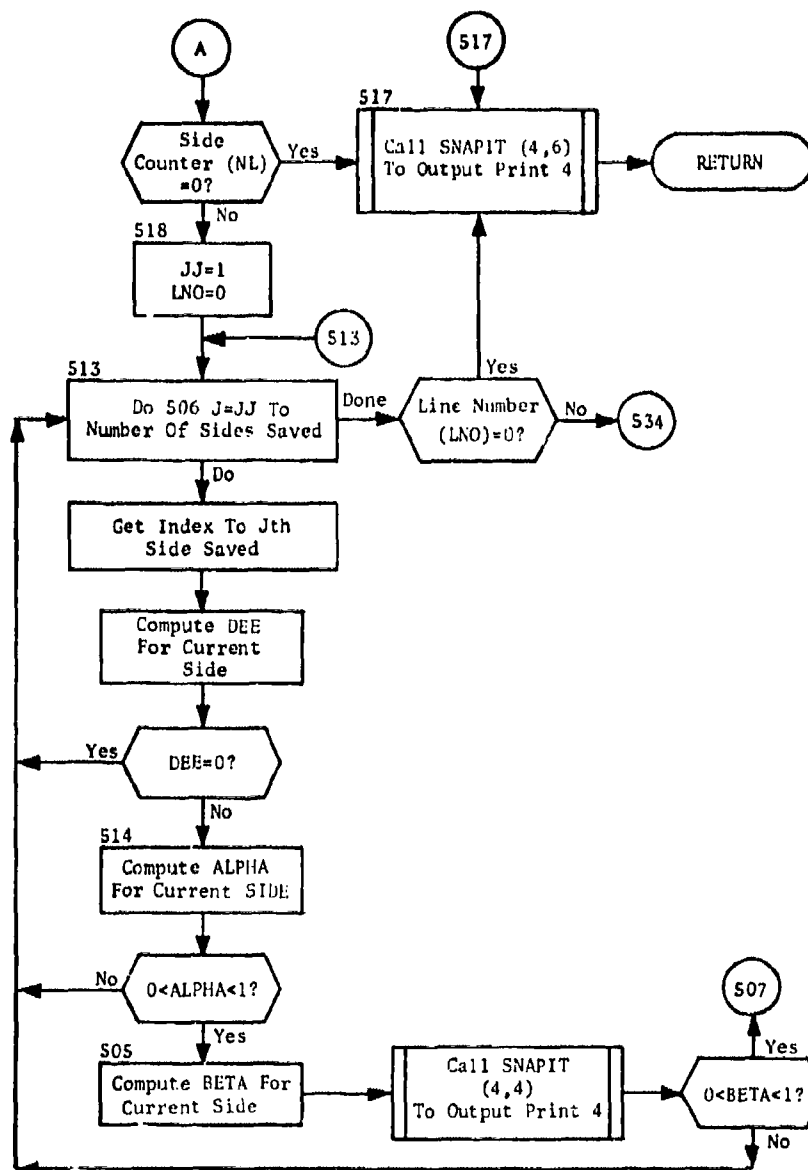 A
517
517
Side
Counter (NL)
=0?
Yes
Call SNAPIT (4,6)
To Output Print 4
RETURN
No
518
JJ=1
LNO=0
513
513
Do 506 J=JJ To
Number Of Sides Saved
Done
Yes
Line Number
(LNO)=0?
No
534
Do
Get Index To Jth
Side Saved
Compute DEE
For Current
Side
Yes
DEE=0?
No
514
Compute ALPHA
For Current SIDE
No
0<ALPHA<1?
Yes
507
505
Compute BETA For
Current Side
Call SNAPIT
(4,4)
To Output Print 4
Yes
0<BETA<1?
No